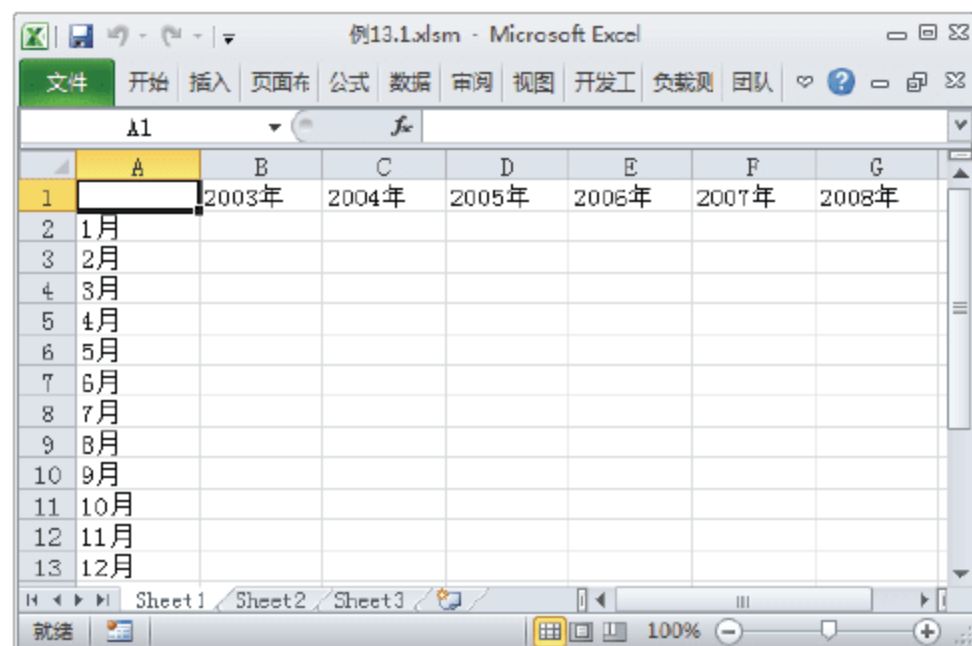 例13.1.xlsm - Microsoft Excel
文件 开始 插入 页面布 公式 数据 审阅 视图 开发工 负载测 团队
A1 fx
A B C D E F G
1 2003年 2004年 2005年 2006年 2007年 2008年
2 1月
3 2月
4 3月
5 4月
6 5月
7 6月
8 7月
9 8月
10 9月
11 10月
12 11月
13 12月
Sheet1 Sheet2 Sheet3
就绪 100%